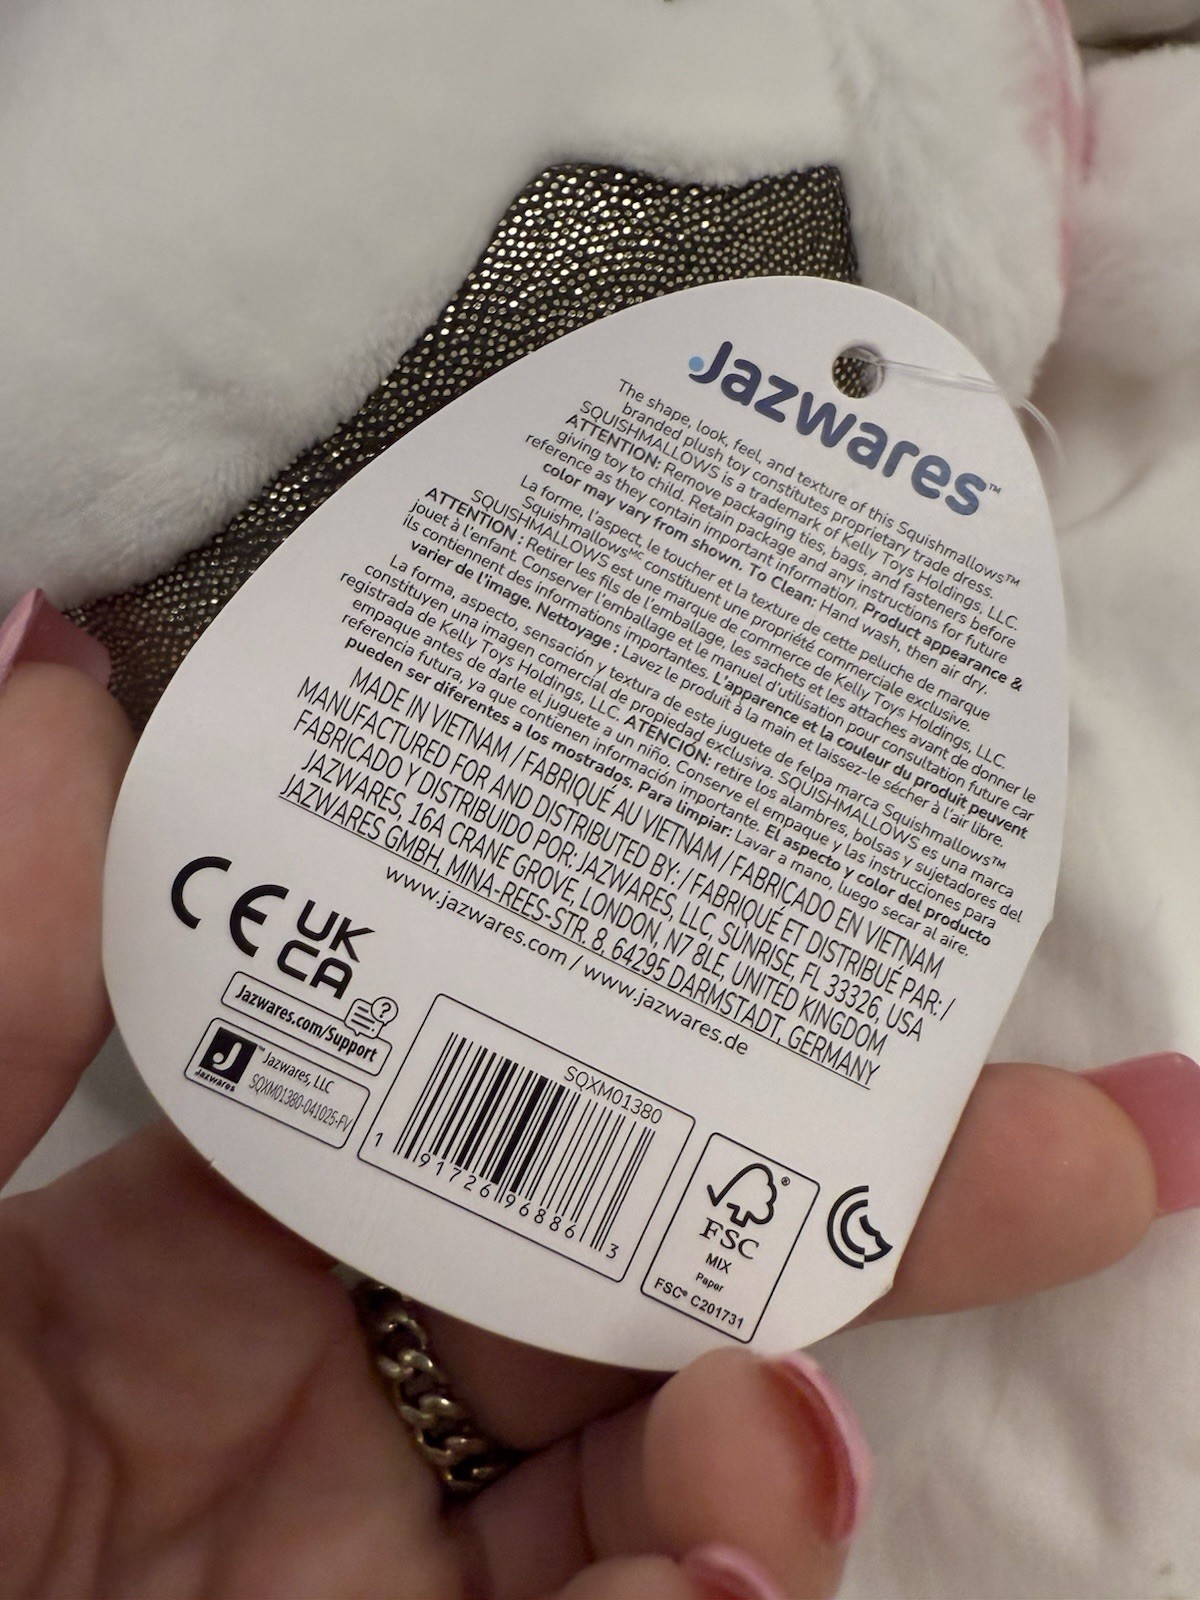 Jazwares™
The shape, look, feel, and texture of this Squishmallows™
branded plush toy constitutes proprietary trade dress.
SQUISHMALLOWS is a trademark of Kelly Toys Holdings, LLC.
ATTENTION: Remove packaging ties, bags, and fasteners before
giving toy to child. Retain package and any instructions for future
reference as they contain important information. Product appearance &
color may vary from shown. To Clean: Hand wash, then air dry.
La forme, l'aspect, le toucher et la texture de cette peluche de marque
Squishmallowsᴹᶜ constituent une propriété commerciale exclusive.
SQUISHMALLOWS est une marque de commerce de Kelly Toys Holdings, LLC.
ATTENTION : Retirer les fils de l'emballage, les sachets et les attaches avant de donner le
jouet à l'enfant. Conserver l'emballage et le manuel d'utilisation pour consultation future car
ils contiennent des informations importantes. L'apparence et la couleur du produit peuvent
varier de l'image. Nettoyage : Lavez le produit à la main et laissez-le sécher à l'air libre.
La forma, aspecto, sensación y textura de este juguete de felpa marca Squishmallows™
constituyen una imagen comercial de propiedad exclusiva. SQUISHMALLOWS es una marca
registrada de Kelly Toys Holdings, LLC. ATENCIÓN: retire los alambres, bolsas y sujetadores del
empaque antes de darle el juguete a un niño. Conserve el empaque y las instrucciones para
referencia futura, ya que contienen información importante. El aspecto y color del producto
pueden ser diferentes a los mostrados. Para limpiar: Lavar a mano, luego secar al aire.
MADE IN VIETNAM / FABRIQUÉ AU VIETNAM / FABRICADO EN VIETNAM
MANUFACTURED FOR AND DISTRIBUTED BY: / FABRIQUÉ ET DISTRIBUÉ PAR: /
FABRICADO Y DISTRIBUIDO POR: JAZWARES, LLC, SUNRISE, FL 33326, USA
JAZWARES, 16A CRANE GROVE, LONDON, N7 8LE, UNITED KINGDOM
JAZWARES GMBH, MINA-REES-STR. 8, 64295 DARMSTADT, GERMANY
www.jazwares.com / www.jazwares.de
CE
UK
CA
Jazwares.com/Support
?
J™
Jazwares
Jazwares, LLC
SQXM01380-041025-FV
SQXM01380
1 91726 96886 3
®
FSC
MIX
Paper
FSC® C201731